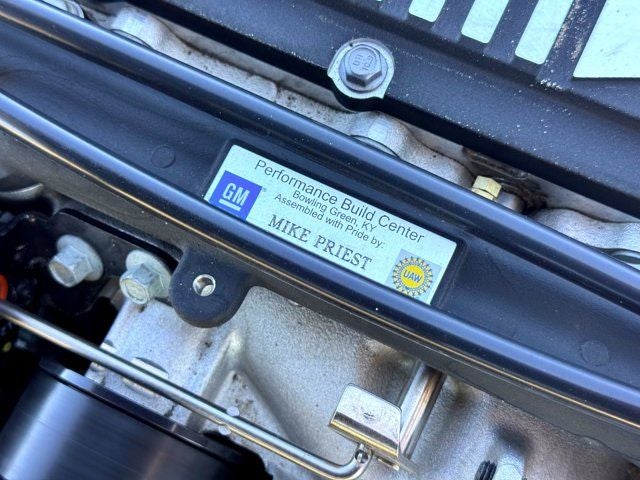 GM
Performance Build Center
Bowling Green, KY
Assembled with Pride by:
MIKE PRIEST
UAW